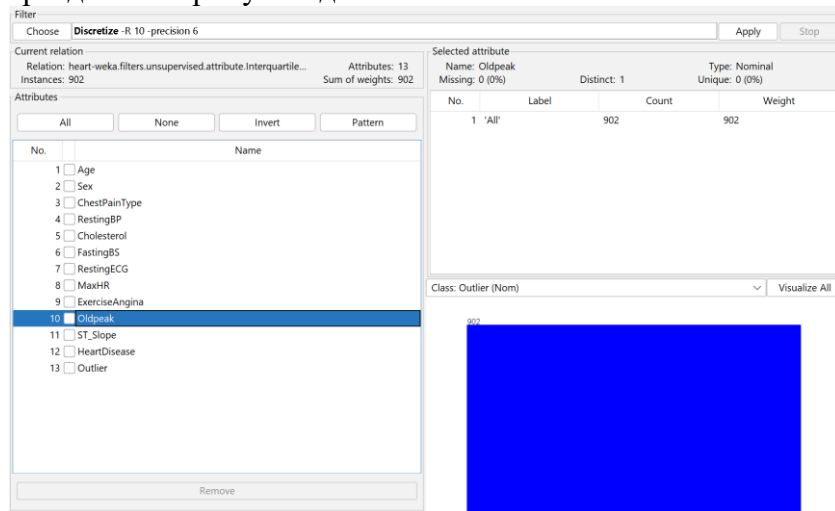 Filter
Choose Discretize -R 10 -precision 6 Apply Stop
Current relation
Relation: heart-weka.filters.unsupervised.attribute.Interquartile... Attributes: 13
Instances: 902 Sum of weights: 902
Attributes
All None Invert Pattern
No. Name
1 Age
2 Sex
3 ChestPainType
4 RestingBP
5 Cholesterol
6 FastingBS
7 RestingECG
8 MaxHR
9 ExerciseAngina
10 Oldpeak
11 ST_Slope
12 HeartDisease
13 Outlier
Remove
Selected attribute
Name: Oldpeak Type: Nominal
Missing: 0 (0%) Distinct: 1 Unique: 0 (0%)
No. Label Count Weight
1 'All' 902 902
Class: Outlier (Nom) Visualize All
902